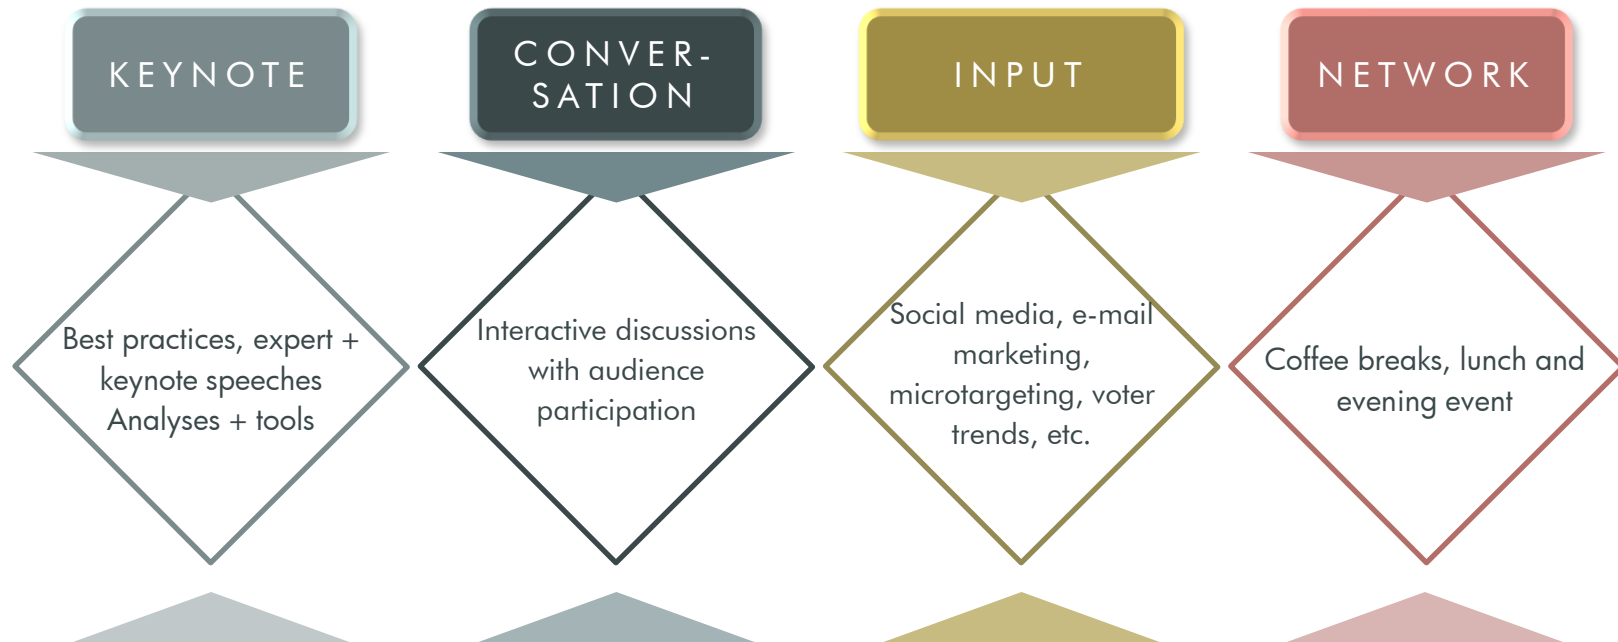 KEYNOTE
CONVER-
SATION
INPUT
NETWORK
Best practices, expert +
keynote speeches
Analyses + tools
Interactive discussions
with audience
participation
Social media, e-mail
marketing,
microtargeting, voter
trends, etc.
Coffee breaks, lunch and
evening event